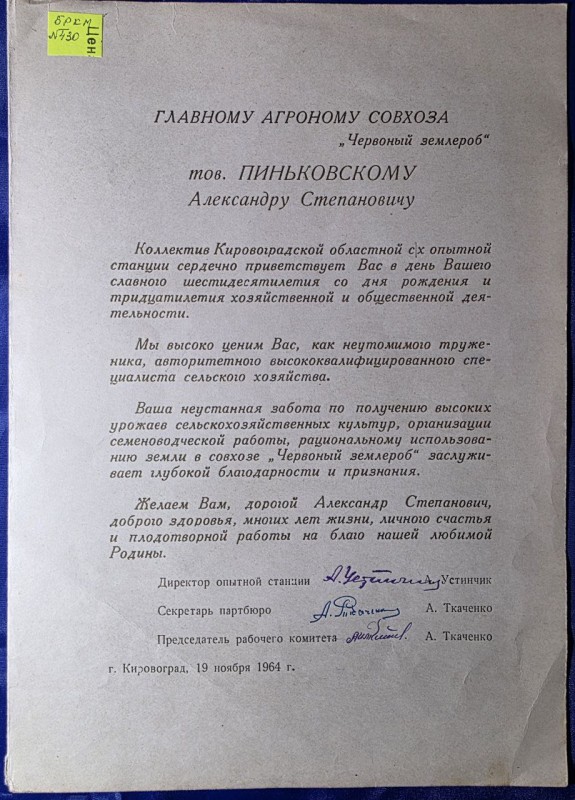 БРКМ
№430
Цен
ГЛАВНОМУ АГРОНОМУ СОВХОЗА
„Червоный землероб“
тов. ПИНЬКОВСКОМУ
Александру Степановичу
Коллектив Кировоградской областной с|х опытной
станции сердечно приветствует Вас в день Вашего
славного шестидесятилетия со дня рождения и
тридцатилетия хозяйственной и общественной дея-
тельности.
Мы высоко ценим Вас, как неутомимого труже-
ника, авторитетного высококвалифицированного спе-
циалиста сельского хозяйства.
Ваша неустанная забота по получению высоких
урожаев сельскохозяйственных культур, организации
семеноводческой работы, рациональному использова-
нию земли в совхозе „Червоный землероб“ заслужи-
вает глубокой благодарности и признания.
Желаем Вам, дорогой Александр Степанович,
доброго здоровья, многих лет жизни, личного счастья
и плодотворной работы на благо нашей любимой
Родины.
Директор опытной станции А. Устинчик Устинчик
Секретарь партбюро А. Ткаченко
Председатель рабочего комитета А. Ткаченко
г. Кировоград, 19 ноября 1964 г.